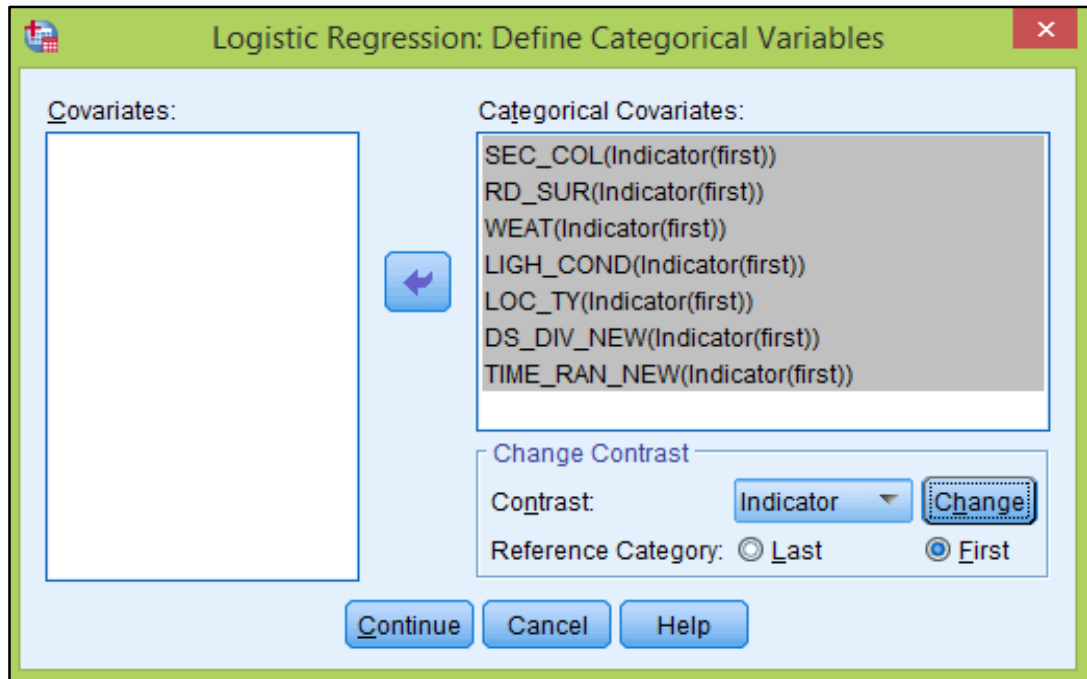 Logistic Regression: Define Categorical Variables
Covariates:
Categorical Covariates:
SEC_COL(Indicator(first))
RD_SUR(Indicator(first))
WEAT(Indicator(first))
LIGH_COND(Indicator(first))
LOC_TY(Indicator(first))
DS_DIV_NEW(Indicator(first))
TIME_RAN_NEW(Indicator(first))
Change Contrast
Contrast: Indicator Change
Reference Category: Last First
Continue Cancel Help